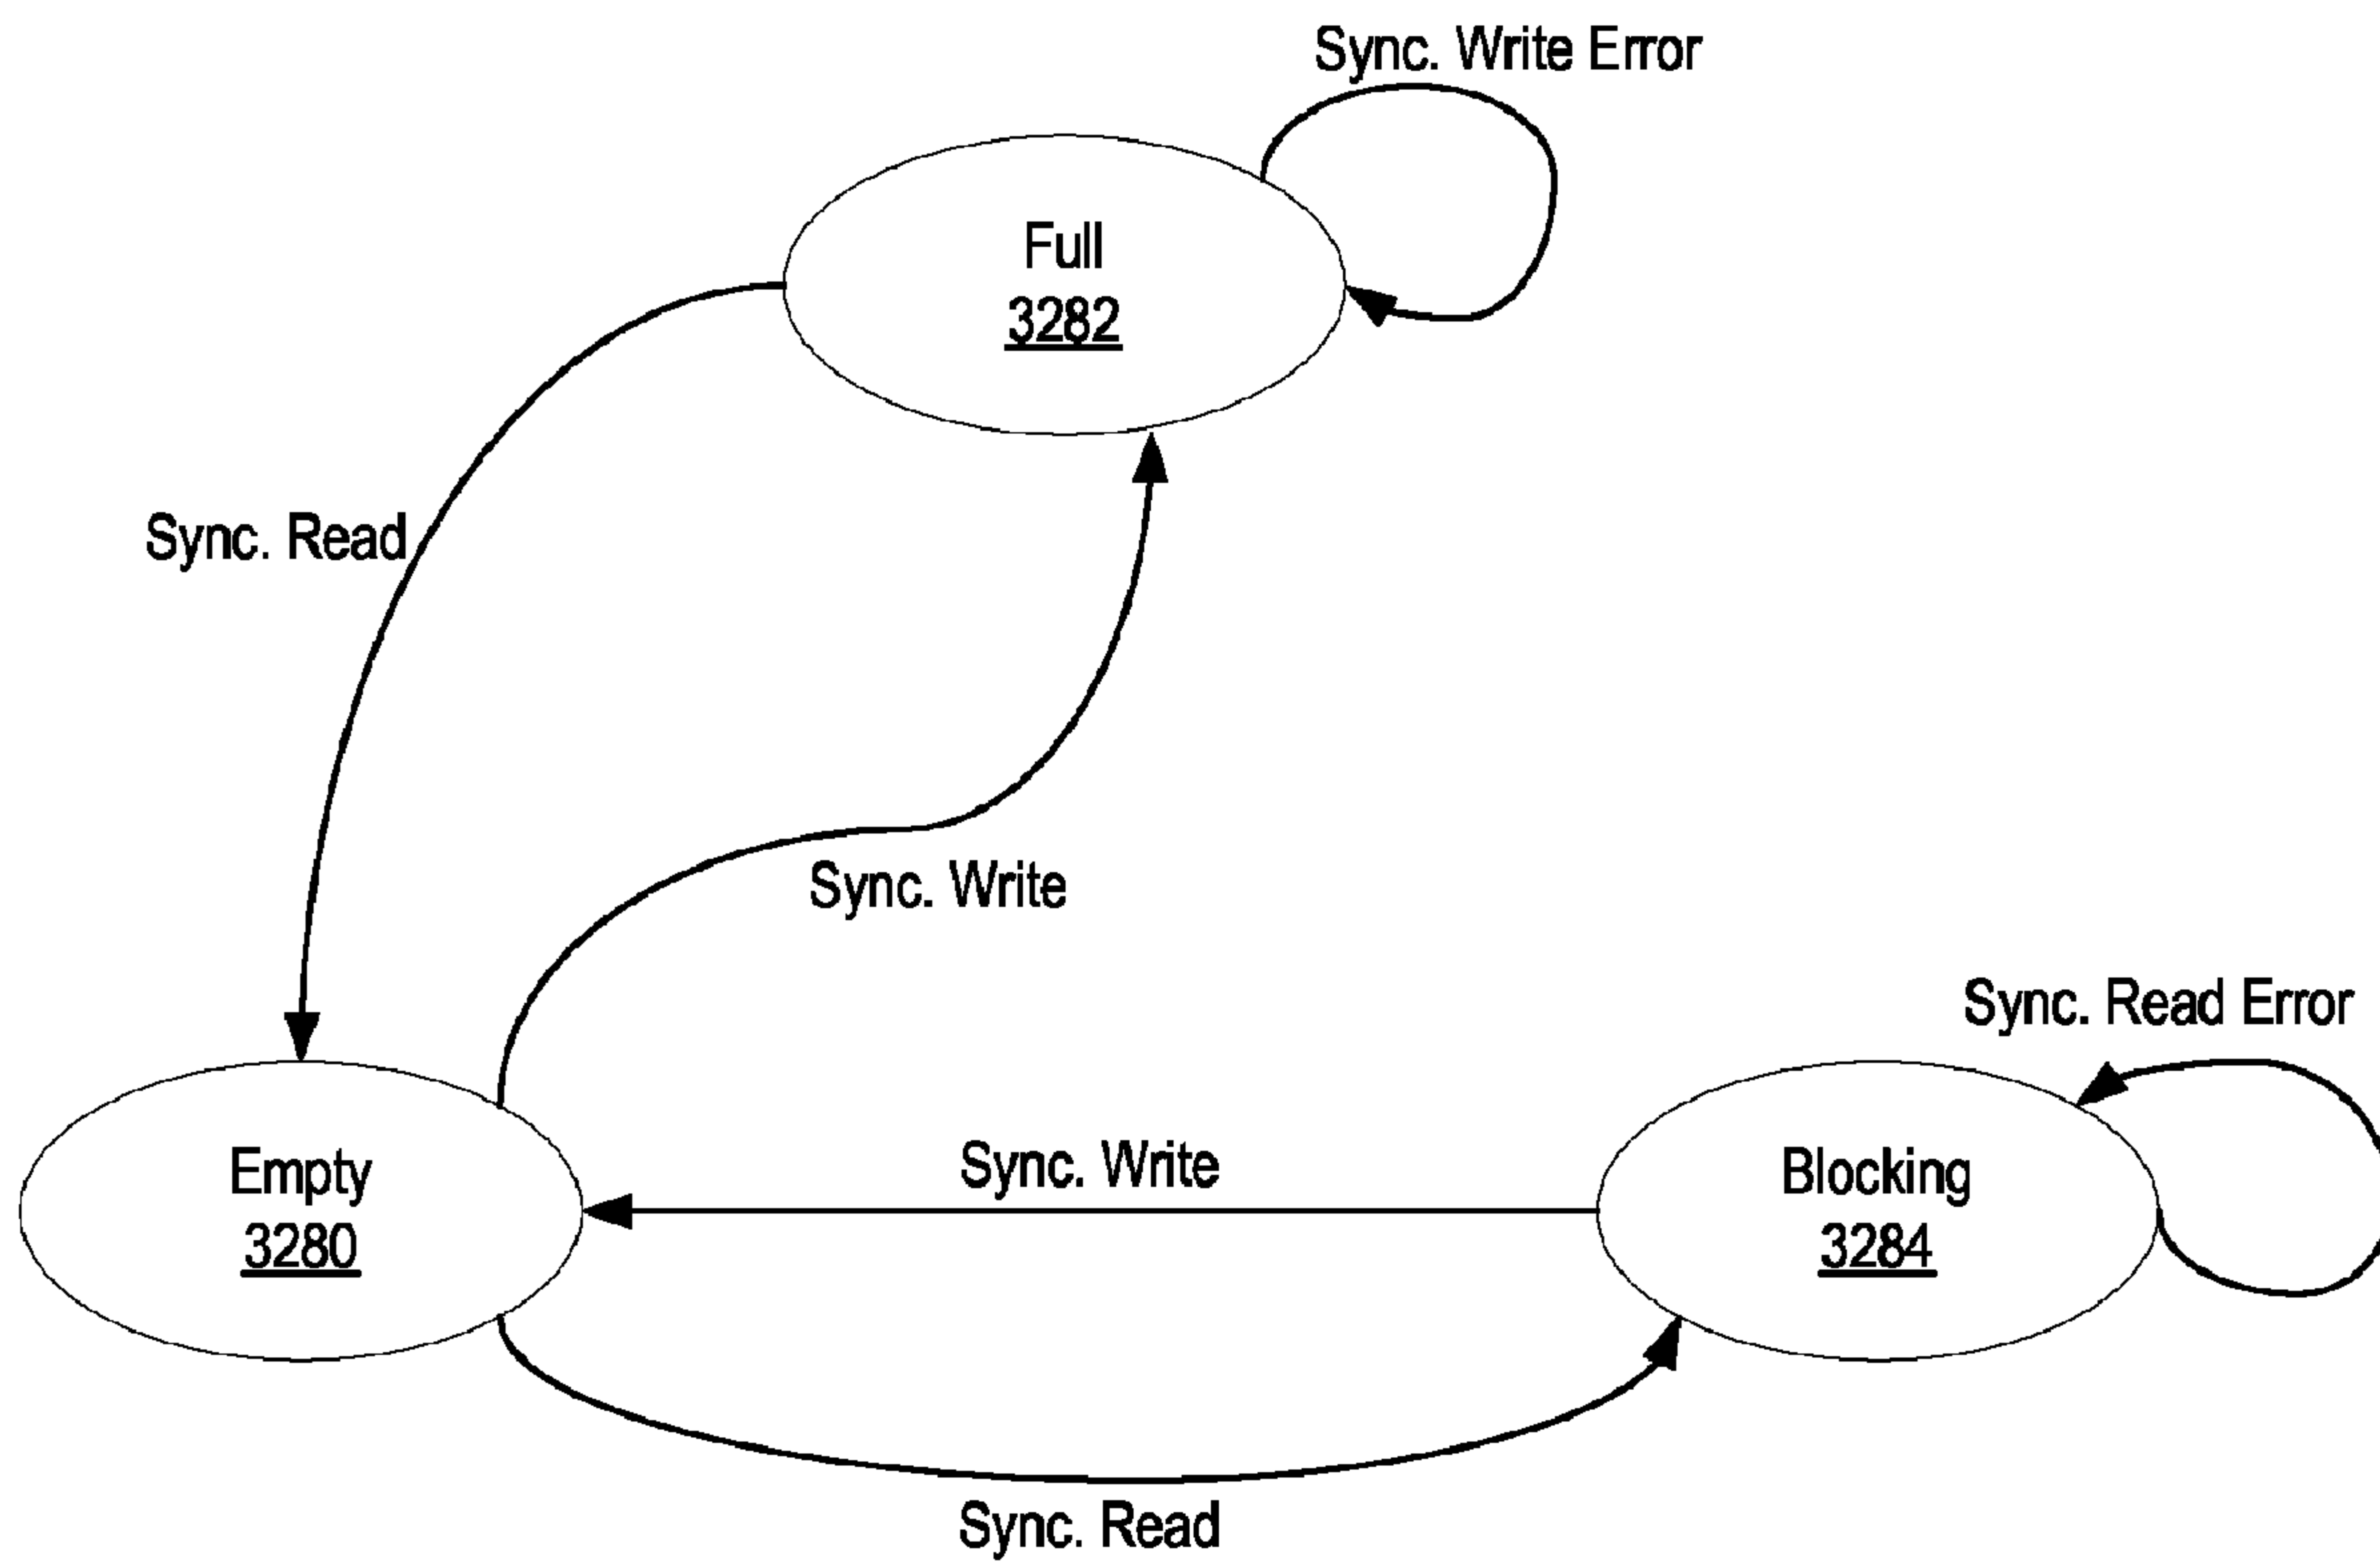 Sync. Write Error
Full
3282
Sync. Read
Sync. Write
Sync. Read Error
Empty
3280
Sync. Write
Blocking
3284
Sync. Read